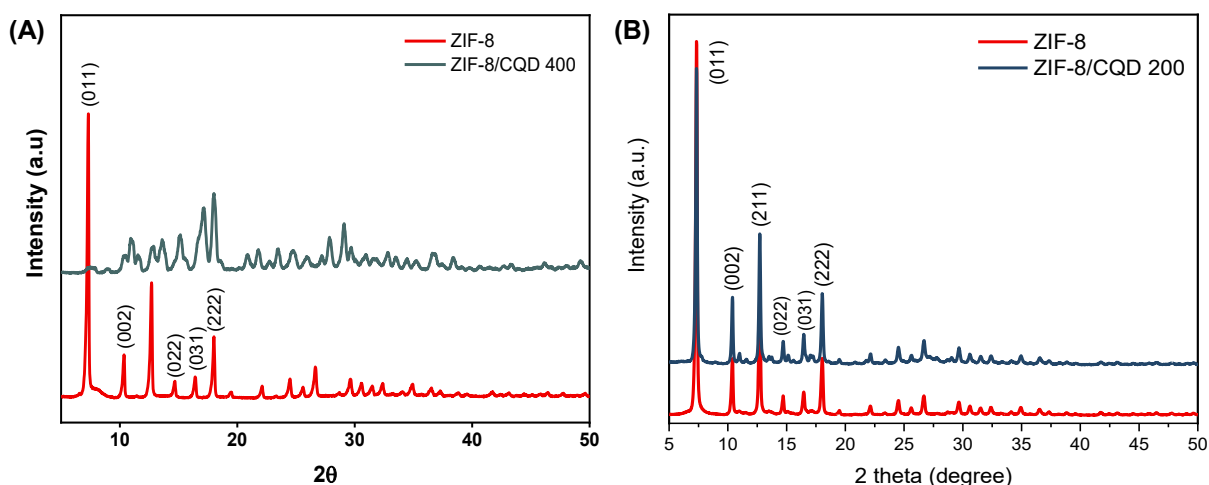 (A)
ZIF-8
ZIF-8/CQD 400
(011)
(002)
(022)
(031)
(222)
Intensity (a.u)
10
20
30
40
50
2θ
(B)
ZIF-8
ZIF-8/CQD 200
(011)
(002)
(211)
(022)
(031)
(222)
Intensity (a.u.)
5
10
15
20
25
30
35
40
45
50
2 theta (degree)